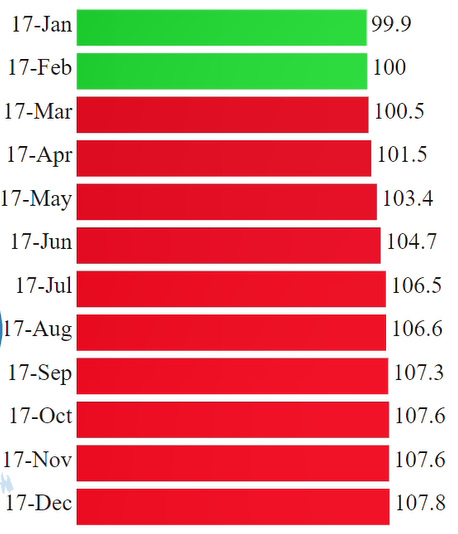 17-Jan 99.9
17-Feb 100
17-Mar 100.5
17-Apr 101.5
17-May 103.4
17-Jun 104.7
17-Jul 106.5
17-Aug 106.6
17-Sep 107.3
17-Oct 107.6
17-Nov 107.6
17-Dec 107.8